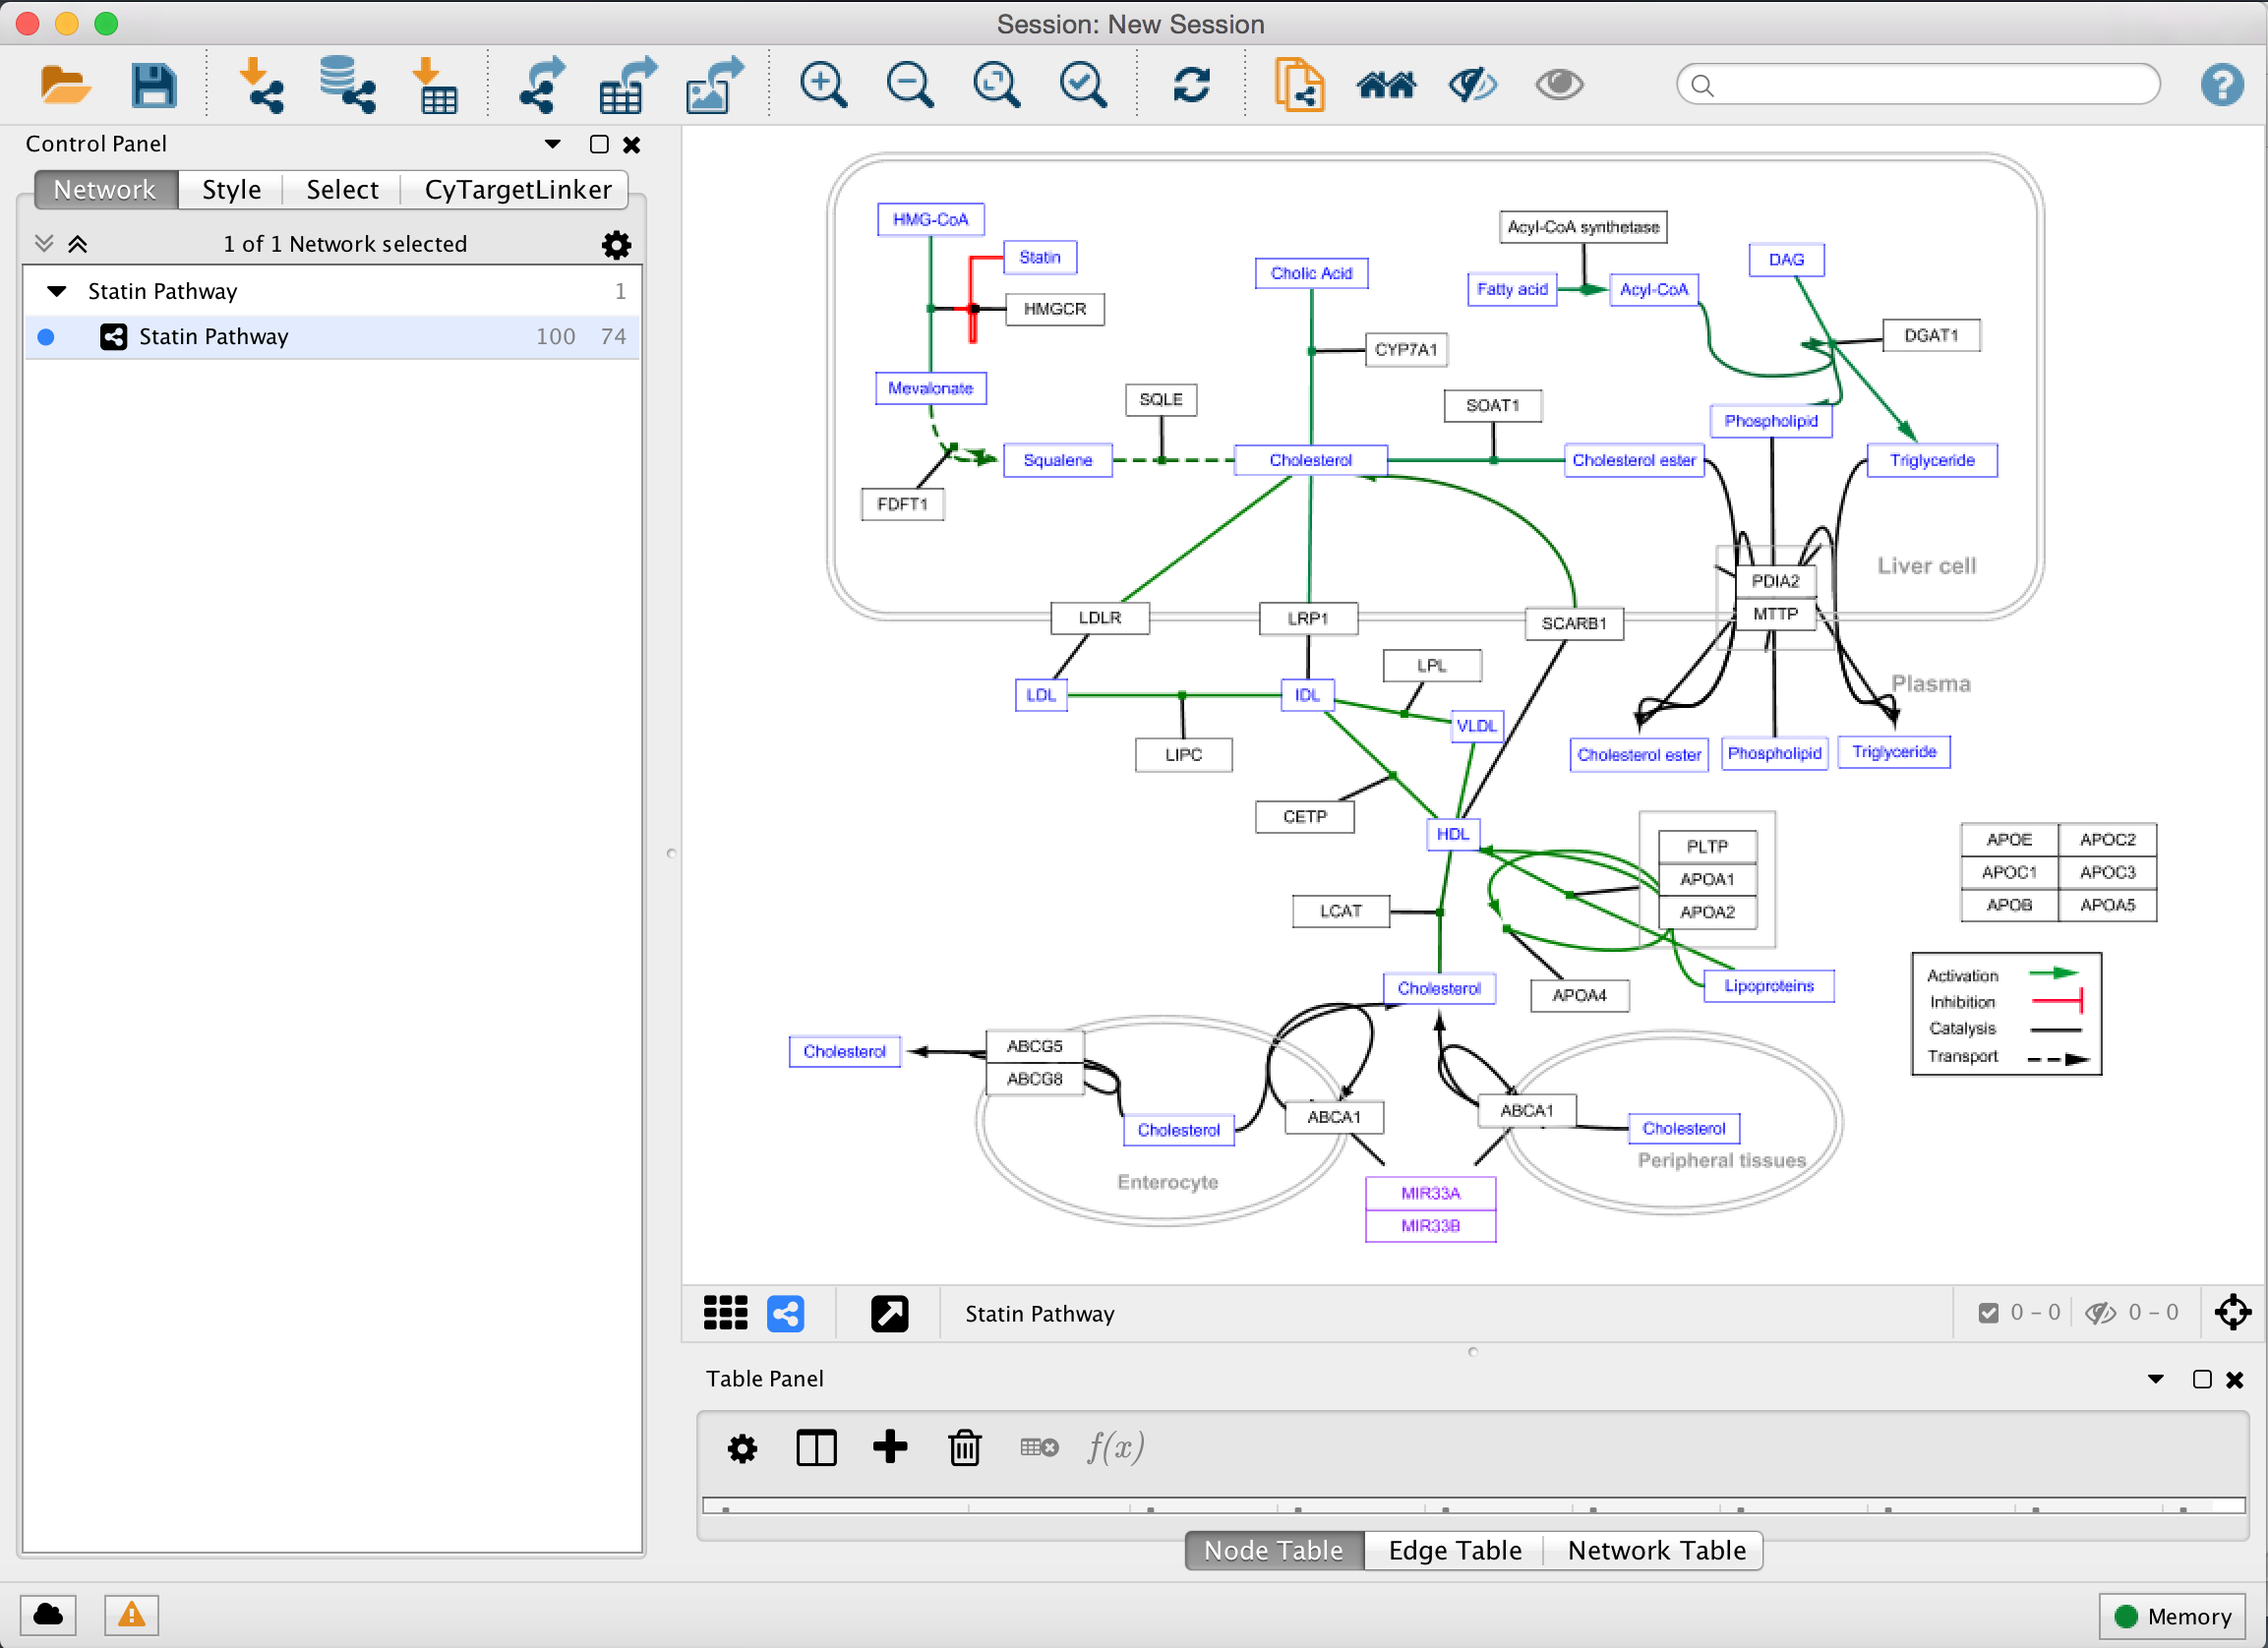 Session: New Session
Control Panel
Network Style Select CyTargetLinker
1 of 1 Network selected
Statin Pathway 1
Statin Pathway 100 74
HMG-CoA
Statin
HMGCR
Mevalonate
FDFT1
Squalene
SQLE
Cholic Acid
CYP7A1
Cholesterol
SOAT1
Acyl-CoA synthetase
Fatty acid
Acyl-CoA
DAG
DGAT1
Phospholipid
Cholesterol ester
Triglyceride
Liver cell
PDIA2
MTTP
LDLR
LRP1
SCARB1
Plasma
LDL
IDL
LPL
VLDL
LIPC
Cholesterol ester
Phospholipid
Triglyceride
CETP
HDL
PLTP
APOA1
APOA2
APOE APOC2
APOC1 APOC3
APOB APOA5
LCAT
Cholesterol
APOA4
Lipoproteins
Activation
Inhibition
Catalysis
Transport
Cholesterol
ABCG5
ABCG8
Cholesterol
ABCA1
ABCA1
Cholesterol
Enterocyte
Peripheral tissues
MIR33A
MIR33B
Statin Pathway
0 - 0
0 - 0
Table Panel
f(x)
Node Table Edge Table Network Table
Memory